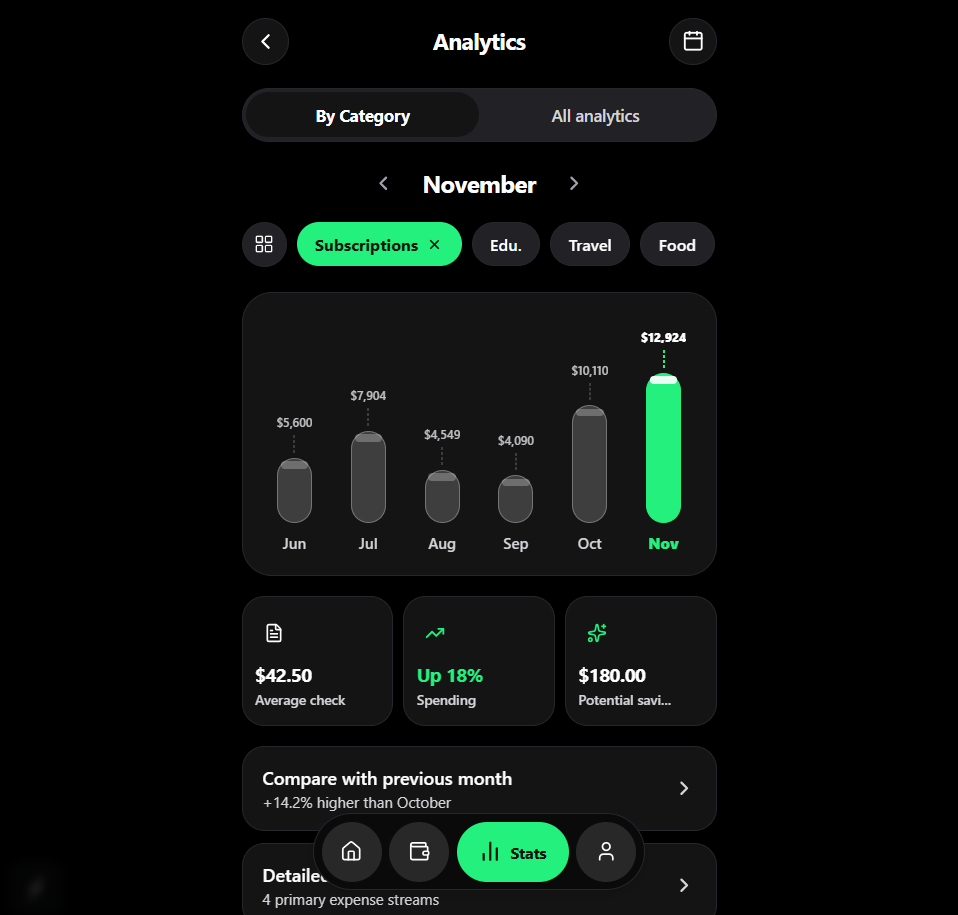 Analytics
By Category
All analytics
November
Subscriptions ×
Edu.
Travel
Food
$12,924
$10,110
$7,904
$5,600
$4,549
$4,090
Jun
Jul
Aug
Sep
Oct
Nov
$42.50
Average check
Up 18%
Spending
$180.00
Potential savi...
Compare with previous month
+14.2% higher than October
Stats
4 primary expense streams